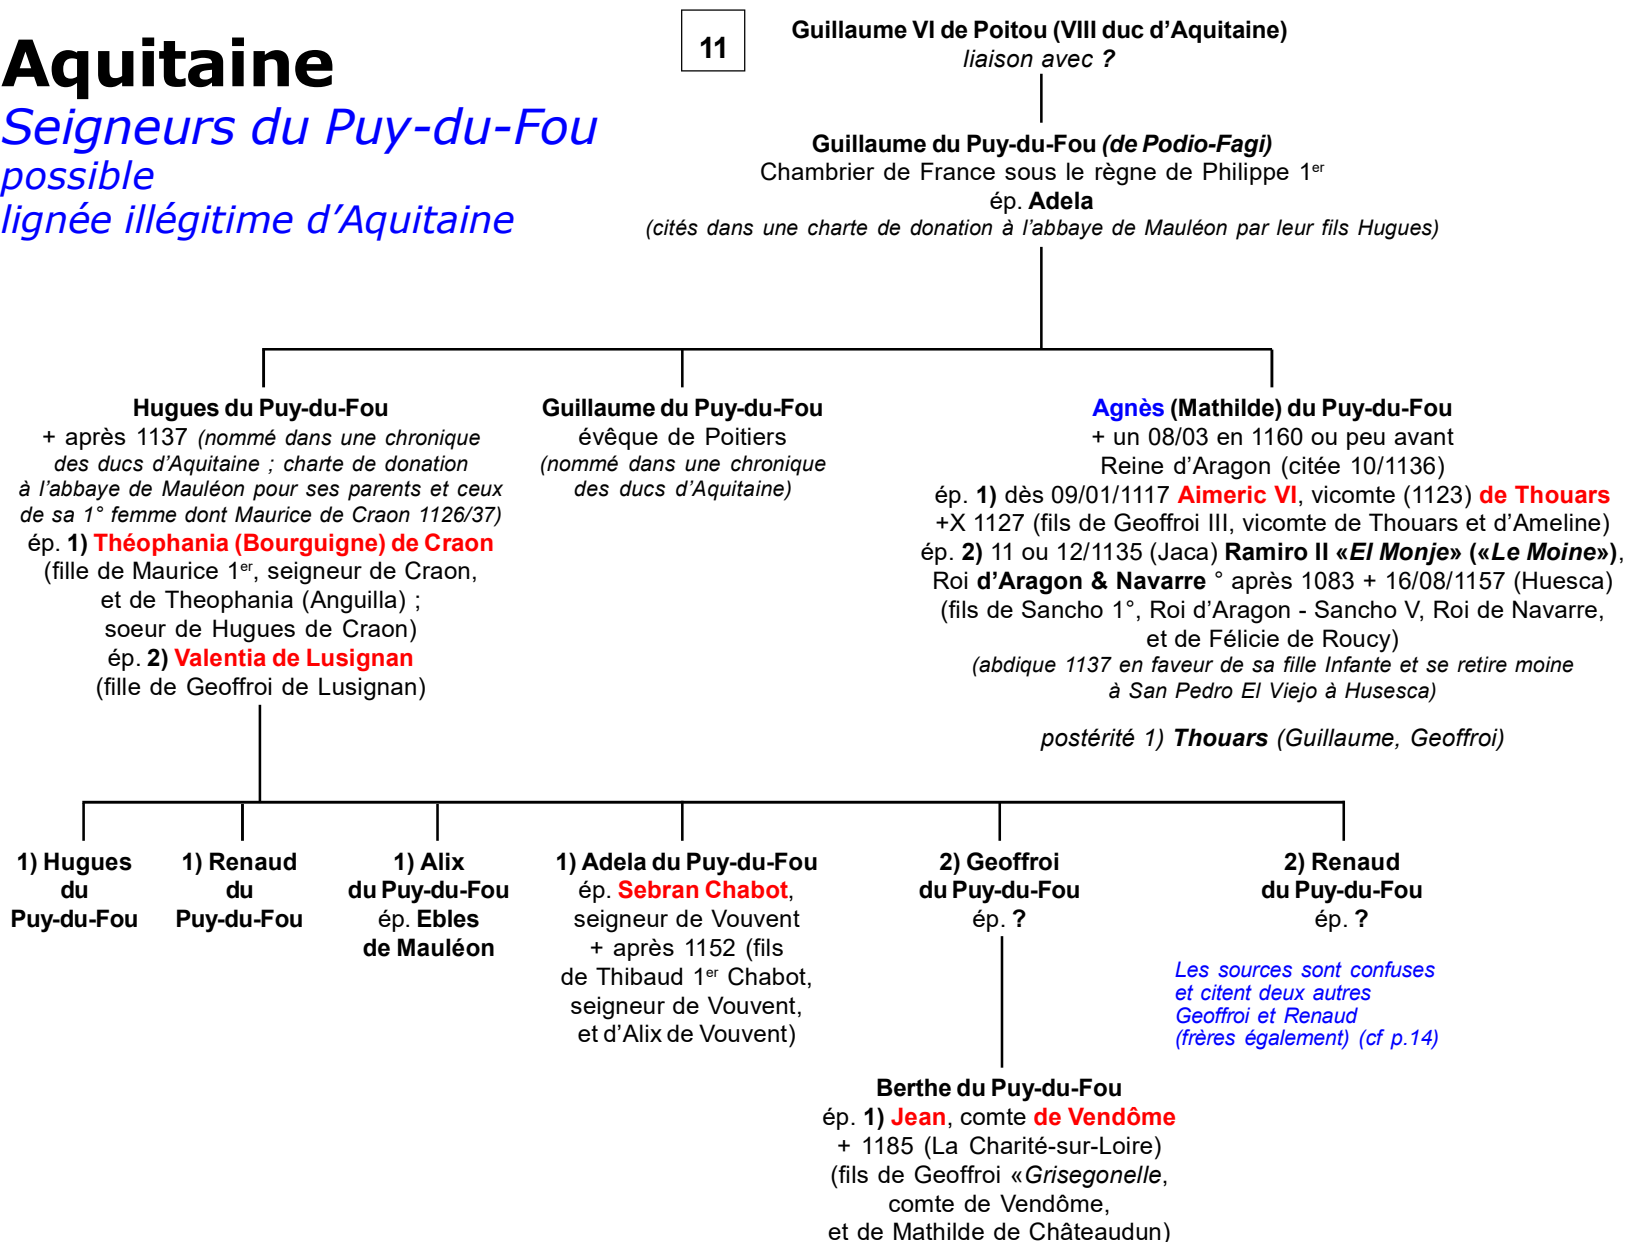 Aquitaine
Seigneurs du Puy-du-Fou
possible
lignée illégitime d’Aquitaine
11
Guillaume VI de Poitou (VIII duc d’Aquitaine)
liaison avec ?
Guillaume du Puy-du-Fou (de Podio-Fagi)
Chambrier de France sous le règne de Philippe 1er
ép. Adela
(cités dans une charte de donation à l’abbaye de Mauléon par leur fils Hugues)
Hugues du Puy-du-Fou
+ après 1137 (nommé dans une chronique
des ducs d’Aquitaine ; charte de donation
à l’abbaye de Mauléon pour ses parents et ceux
de sa 1° femme dont Maurice de Craon 1126/37)
ép. 1) Théophania (Bourguigne) de Craon
(fille de Maurice 1er, seigneur de Craon,
et de Theophania (Anguilla) ;
soeur de Hugues de Craon)
ép. 2) Valentia de Lusignan
(fille de Geoffroi de Lusignan)
Guillaume du Puy-du-Fou
évêque de Poitiers
(nommé dans une chronique
des ducs d’Aquitaine)
Agnès (Mathilde) du Puy-du-Fou
+ un 08/03 en 1160 ou peu avant
Reine d’Aragon (citée 10/1136)
ép. 1) dès 09/01/1117 Aimeric VI, vicomte (1123) de Thouars
+X 1127 (fils de Geoffroi III, vicomte de Thouars et d’Ameline)
ép. 2) 11 ou 12/1135 (Jaca) Ramiro II «El Monje» («Le Moine»),
Roi d’Aragon & Navarre ° après 1083 + 16/08/1157 (Huesca)
(fils de Sancho 1°, Roi d’Aragon - Sancho V, Roi de Navarre,
et de Félicie de Roucy)
(abdique 1137 en faveur de sa fille Infante et se retire moine
à San Pedro El Viejo à Husesca)
postérité 1) Thouars (Guillaume, Geoffroi)
1) Hugues
du
Puy-du-Fou
1) Renaud
du
Puy-du-Fou
1) Alix
du Puy-du-Fou
ép. Ebles
de Mauléon
1) Adela du Puy-du-Fou
ép. Sebran Chabot,
seigneur de Vouvent
+ après 1152 (fils
de Thibaud 1er Chabot,
seigneur de Vouvent,
et d’Alix de Vouvent)
2) Geoffroi
du Puy-du-Fou
ép. ?
2) Renaud
du Puy-du-Fou
ép. ?
Les sources sont confuses
et citent deux autres
Geoffroi et Renaud
(frères également) (cf p.14)
Berthe du Puy-du-Fou
ép. 1) Jean, comte de Vendôme
+ 1185 (La Charité-sur-Loire)
(fils de Geoffroi «Grisegonelle,
comte de Vendôme,
et de Mathilde de Châteaudun)